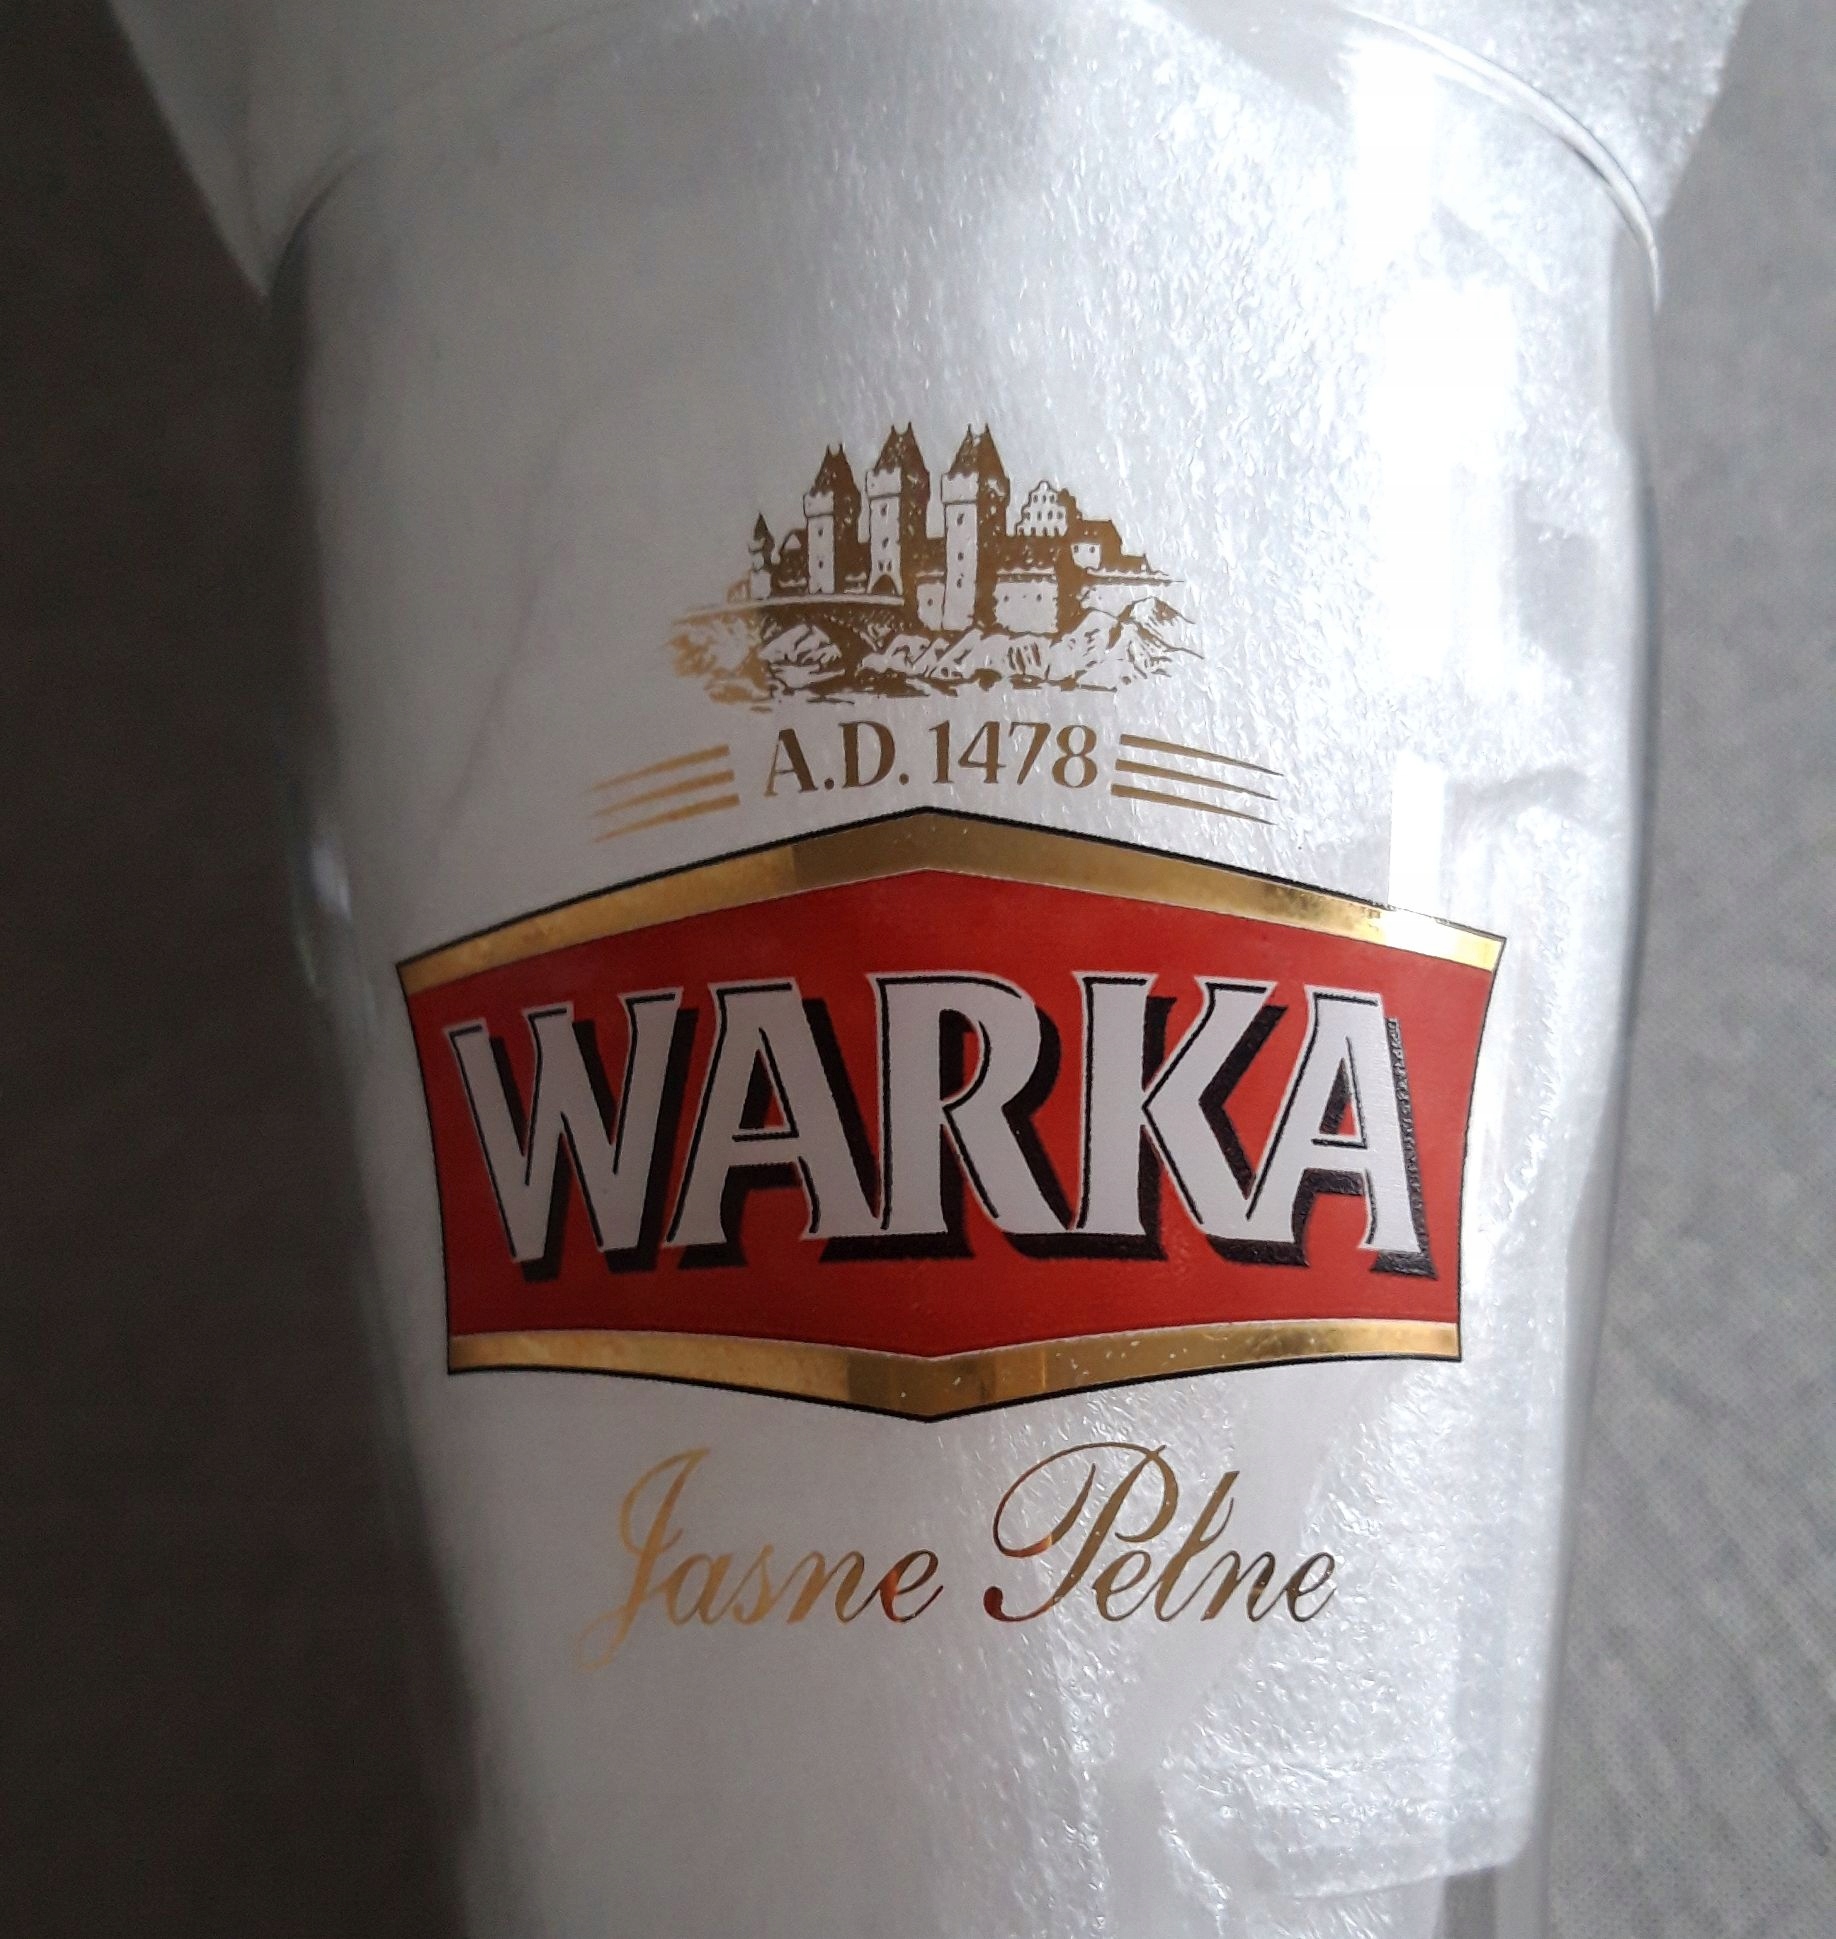 A.D. 1478
WARKA
Jasne Pełne